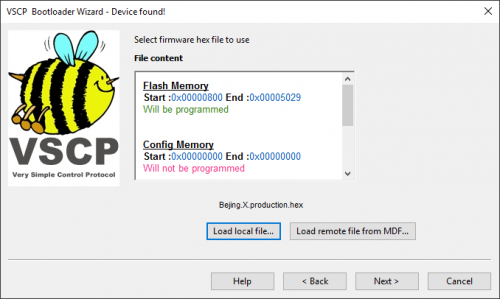 VSCP Bootloader Wizard - Device found!
Select firmware hex file to use
File content
Flash Memory
Start :0x00000800 End :0x00005029
Will be programmed
Config Memory
Start :0x00000000 End :0x00000000
Will not be programmed
VSCP
Very Simple Control Protocol
Bejing.X.production.hex
Load local file...
Load remote file from MDF...
Help
< Back
Next >
Cancel